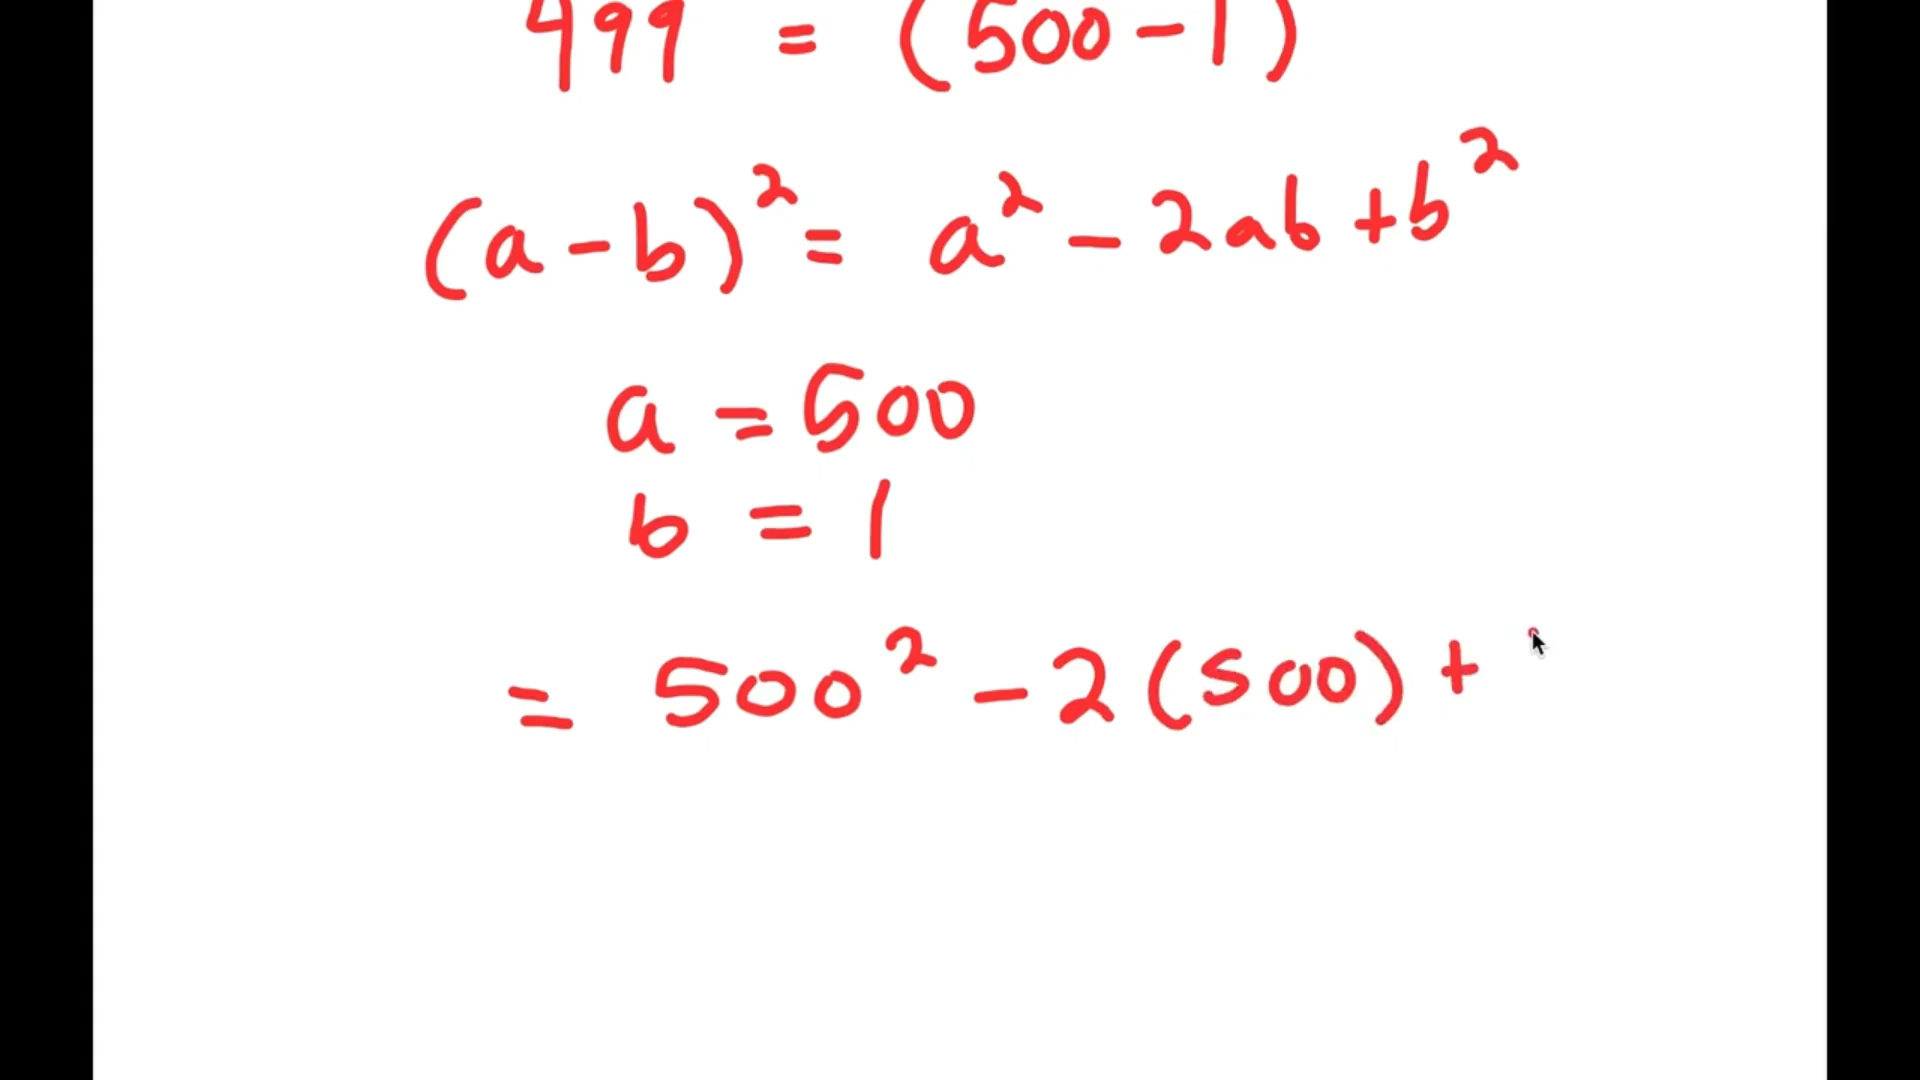 499 = (500 - 1)
(a - b)² = a² - 2ab + b²
a = 500
b = 1
= 500² - 2(500) +